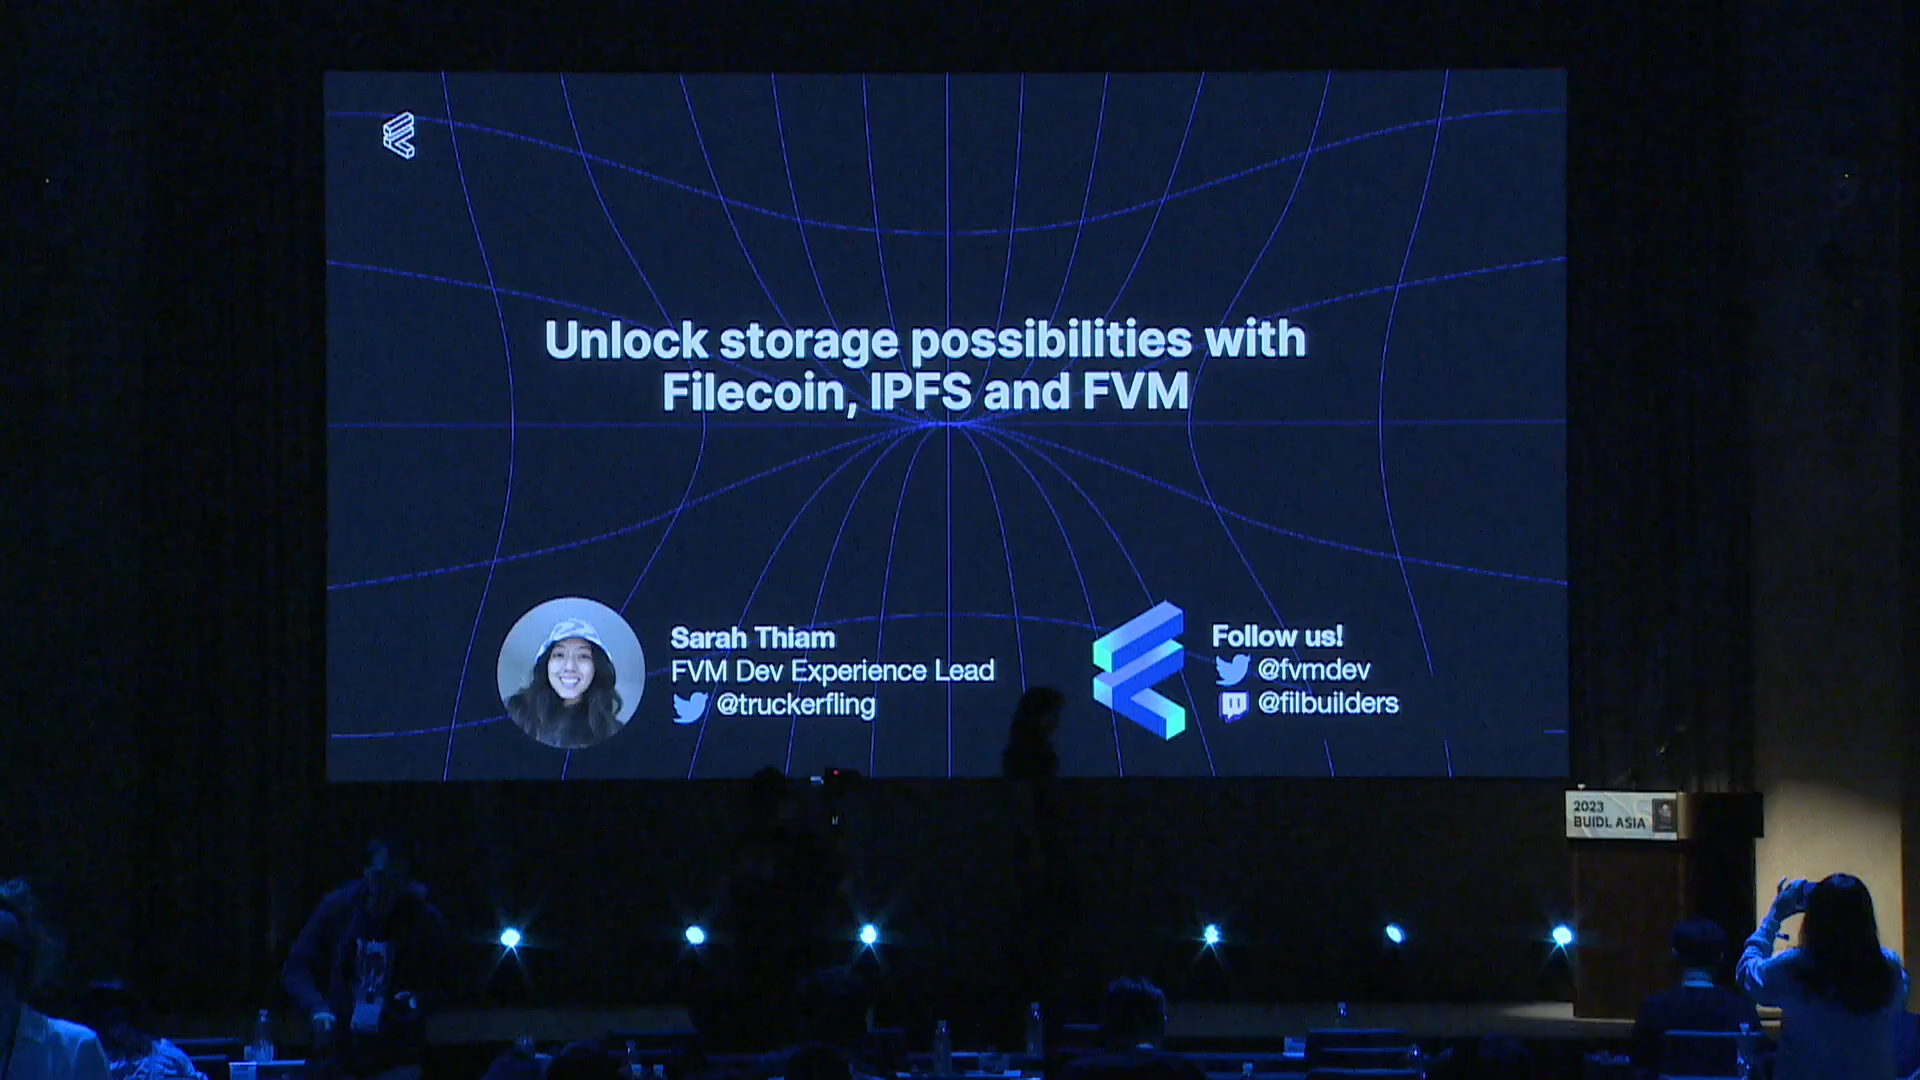 Unlock storage possibilities with
Filecoin, IPFS and FVM
Sarah Thiam
FVM Dev Experience Lead
@truckerfling
Follow us!
@fvmdev
@filbuilders
2023
BUIDL ASIA